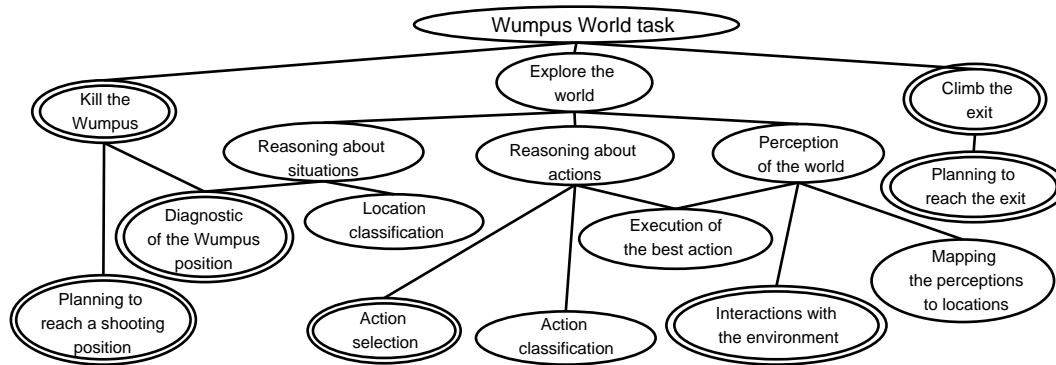 Wumpus World task
Kill the
Wumpus
Explore the
world
Climb the
exit
Reasoning about
situations
Reasoning about
actions
Perception
of the world
Planning to
reach the exit
Diagnostic
of the Wumpus
position
Location
classification
Execution of
the best action
Mapping
the perceptions
to locations
Planning to
reach a shooting
position
Action
selection
Action
classification
Interactions with
the environment